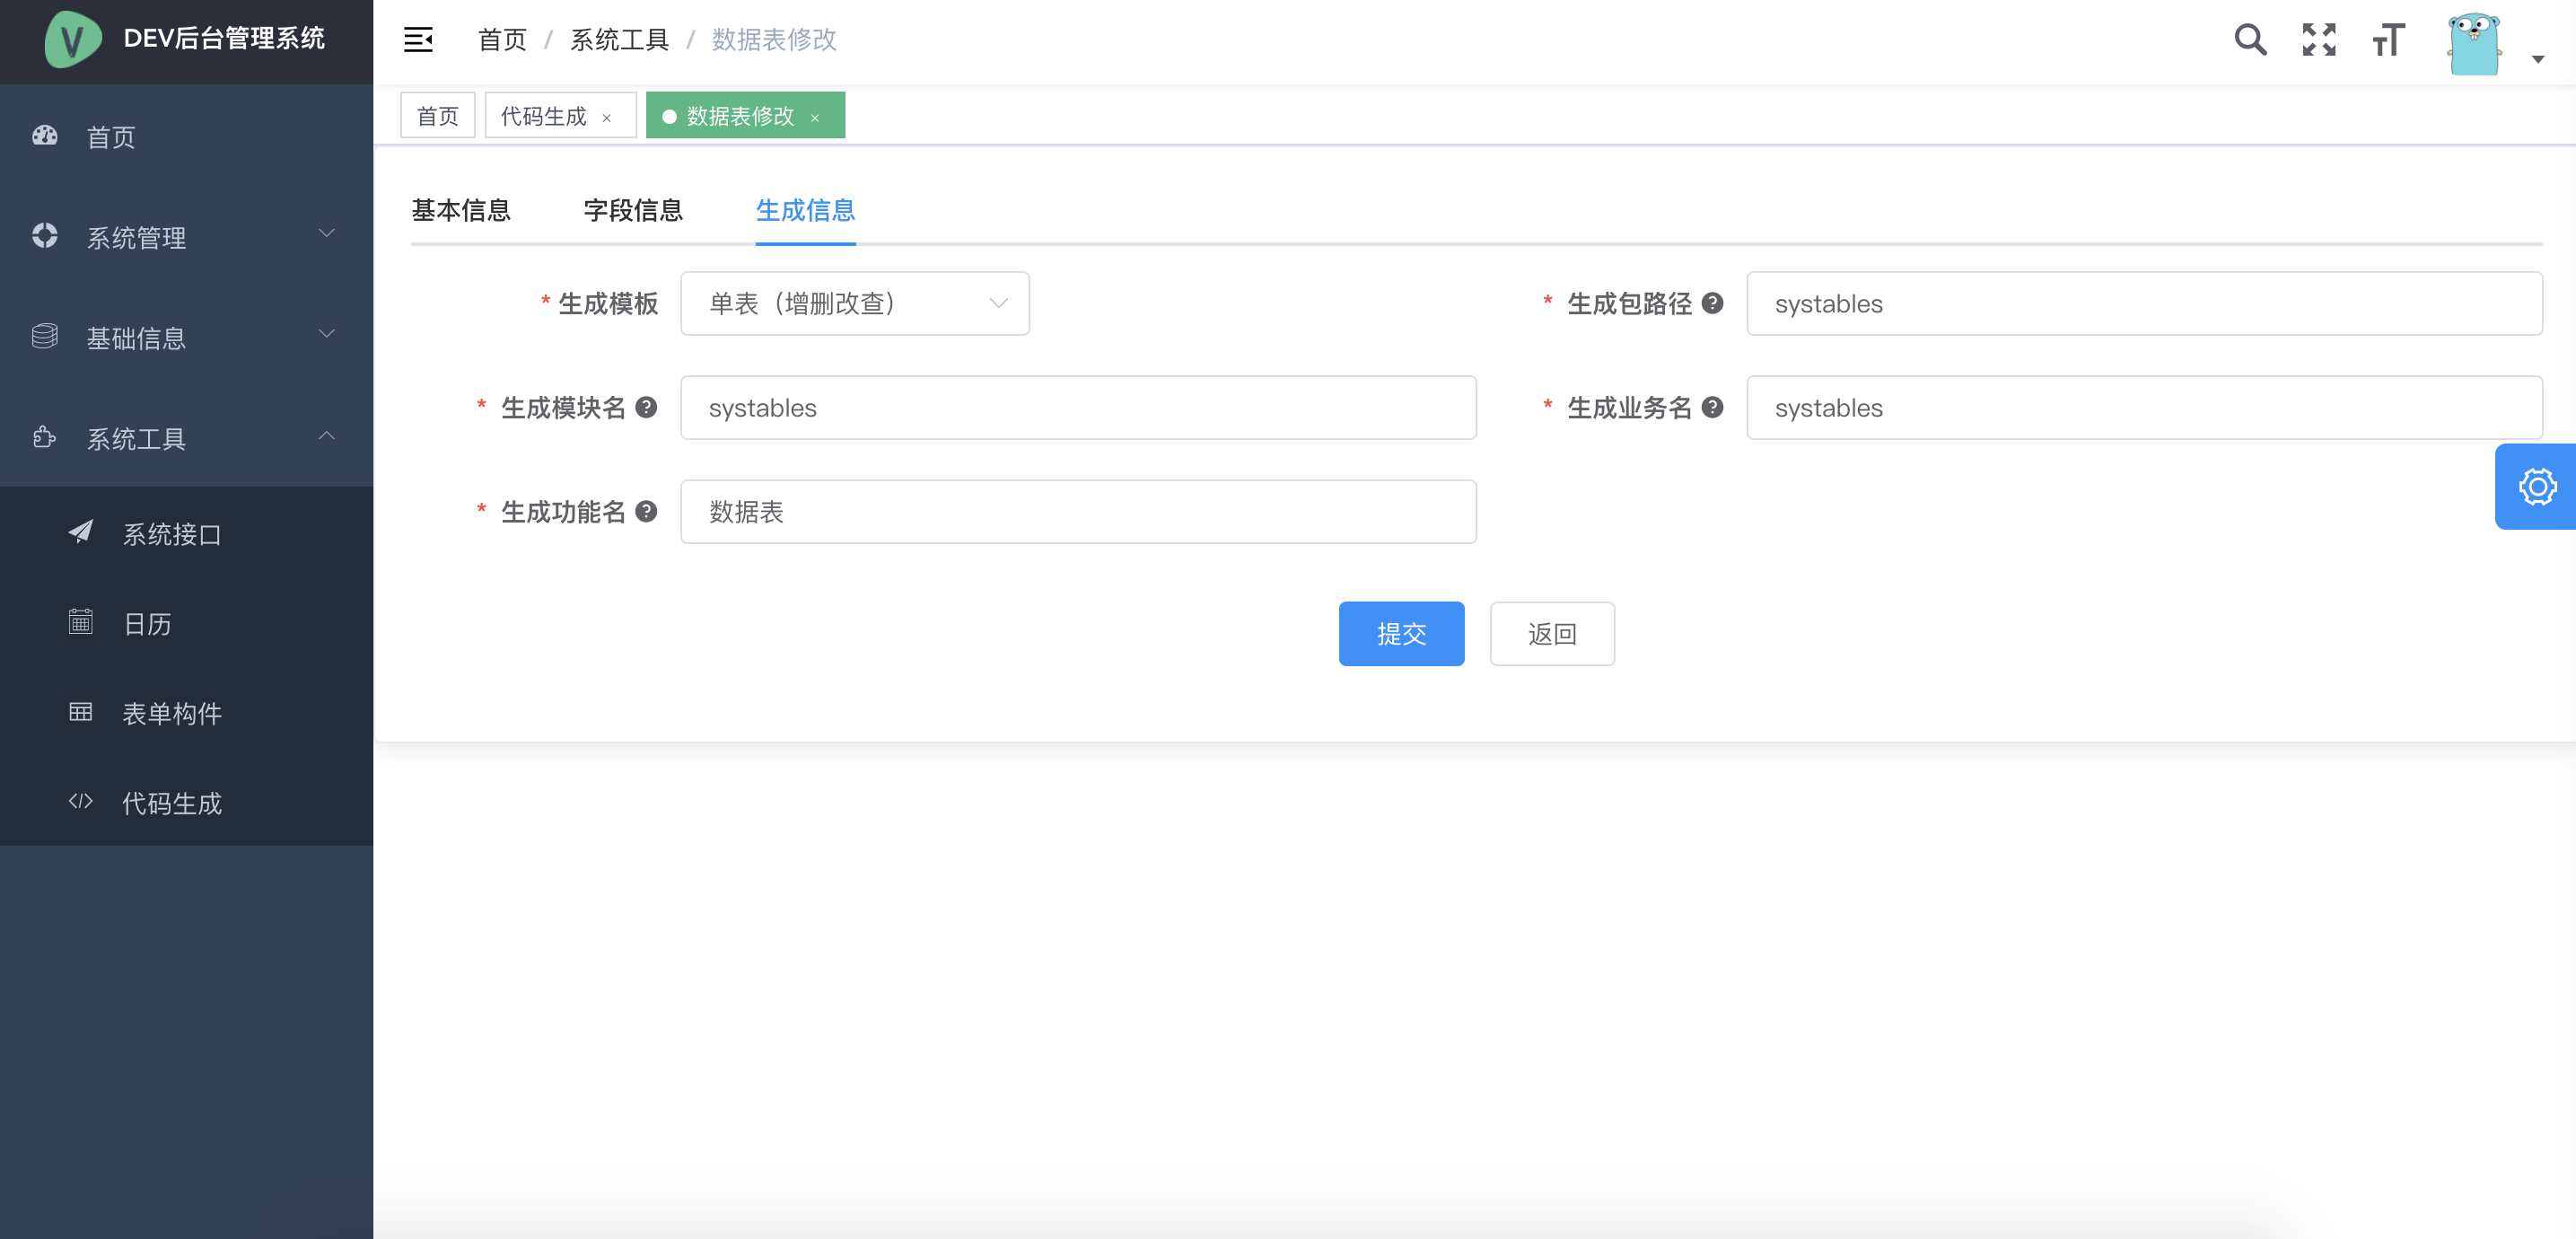 DEV后台管理系统
首页 / 系统工具 / 数据表修改
首页
代码生成 ×
数据表修改 ×
首页
系统管理
基础信息
系统工具
系统接口
日历
表单构件
代码生成
基本信息
字段信息
生成信息
* 生成模板
单表（增删改查）
* 生成包路径
systables
* 生成模块名
systables
* 生成业务名
systables
* 生成功能名
数据表
提交
返回